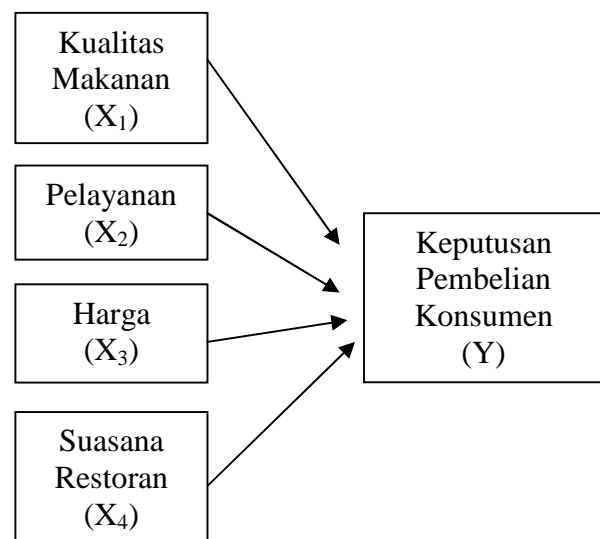 Kualitas
Makanan
(X₁)
Pelayanan
(X₂)
Harga
(X₃)
Suasana
Restoran
(X₄)
Keputusan
Pembelian
Konsumen
(Y)